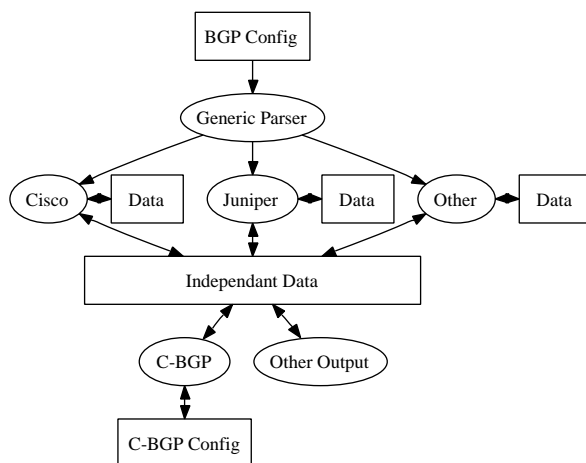 BGP Config
Generic Parser
Cisco
Data
Juniper
Data
Other
Data
Independant Data
C-BGP
Other Output
C-BGP Config